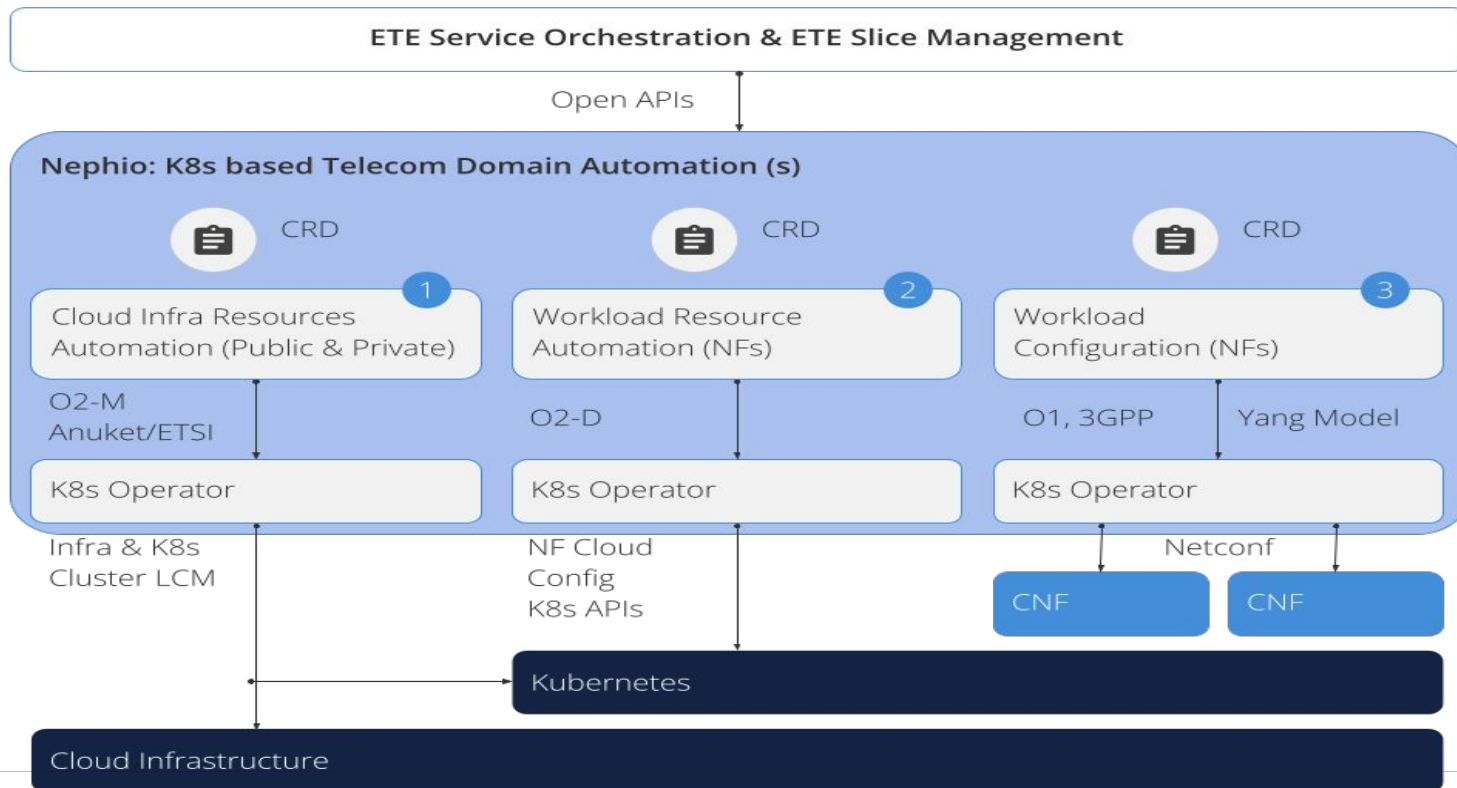 ETE Service Orchestration & ETE Slice Management
Open APIs
Nephio: K8s based Telecom Domain Automation (s)
CRD
CRD
CRD
1
2
3
Cloud Infra Resources
Automation (Public & Private)
Workload Resource
Automation (NFs)
Workload
Configuration (NFs)
O2-M
Anuket/ETSI
O2-D
O1, 3GPP
Yang Model
K8s Operator
K8s Operator
K8s Operator
Infra & K8s
Cluster LCM
NF Cloud
Config
K8s APIs
Netconf
CNF
CNF
Kubernetes
Cloud Infrastructure